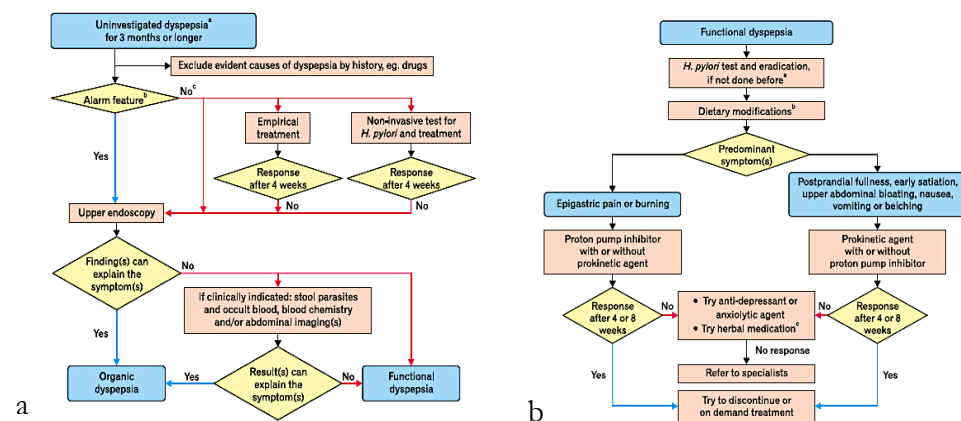 Uninvestigated dyspepsiaᵃ
for 3 months or longer
Exclude evident causes of dyspepsia by history, eg. drugs
Alarm featureᵇ
Noᶜ
Empirical
treatment
Non-invasive test for
H. pylori and treatment
Yes
Response
after 4 weeks
Response
after 4 weeks
No
No
Upper endoscopy
Finding(s) can
explain the
symptom(s)
No
If clinically indicated: stool parasites
and occult blood, blood chemistry
and/or abdominal imaging(s)
Organic
dyspepsia
Yes
Result(s) can
explain the
symptom(s)
No
Functional
dyspepsia
a
Functional dyspepsia
H. pylori test and eradication,
if not done beforeᵃ
Dietary modificationsᵇ
Predominant
symptom(s)
Epigastric pain or burning
Postprandial fullness, early satiation,
upper abdominal bloating, nausea,
vomiting or belching
Proton pump inhibitor
with or without
prokinetic agent
Prokinetic agent
with or without
proton pump inhibitor
Response
after 4 or 8
weeks
No
• Try anti-depressant or
anxiolytic agent
• Try herbal medicationᶜ
No
Response
after 4 or 8
weeks
No response
Yes
Refer to specialists
Yes
Try to discontinue or
on demand treatment
b